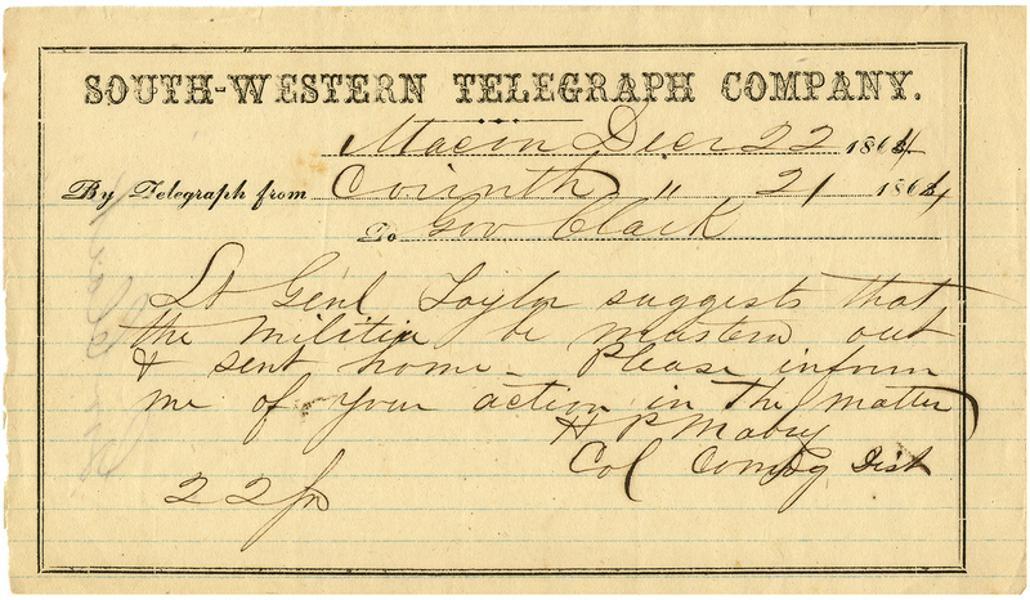 SOUTH-WESTERN TELEGRAPH COMPANY.
Macon Decr 22 1864
By Telegraph from Corinth " 21 1864
To Gov Clark
Lt Genl Taylor suggests that
the militia be musterd out
& sent home - Please inform
me of your action in the matter
H P Mabry
Col Comdg Dist
22